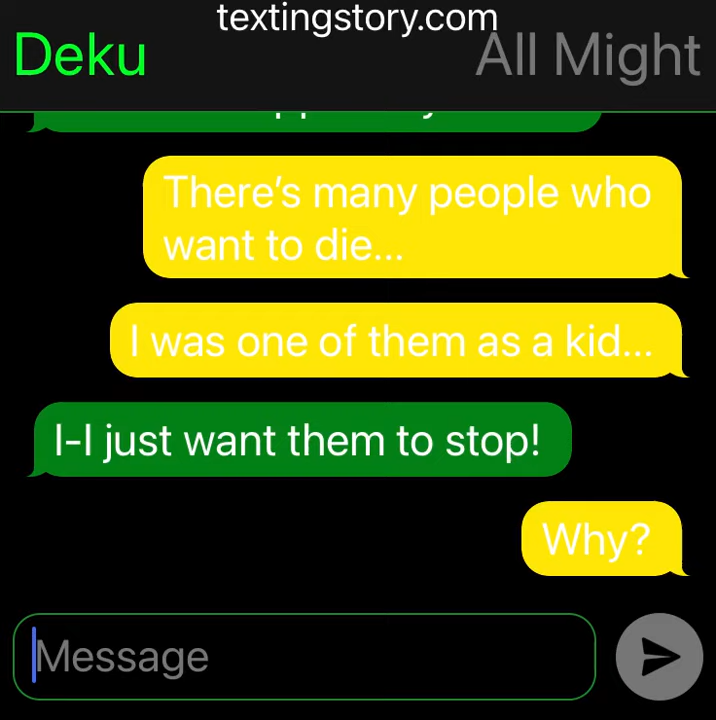 textingstory.com
Deku
All Might
There’s many people who
want to die...
I was one of them as a kid...
I-I just want them to stop!
Why?
Message